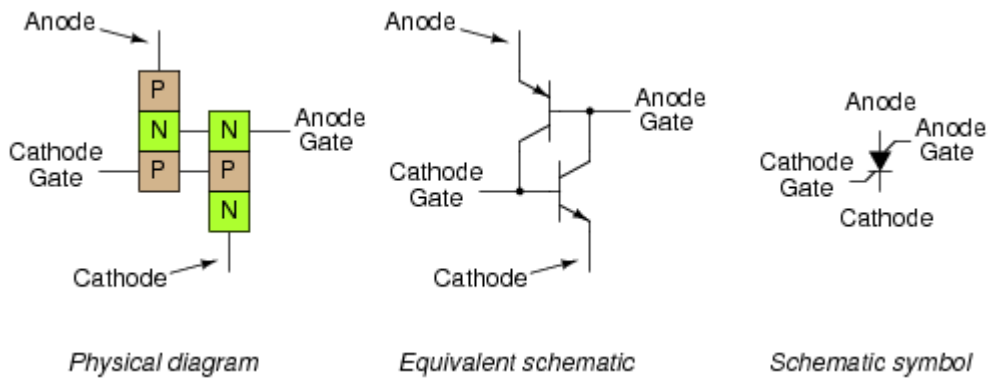 Anode
P
N
N
Anode
Gate
Cathode
Gate
P
P
N
Cathode
Physical diagram
Anode
Anode
Gate
Cathode
Gate
Cathode
Equivalent schematic
Anode
Anode
Gate
Cathode
Gate
Cathode
Schematic symbol